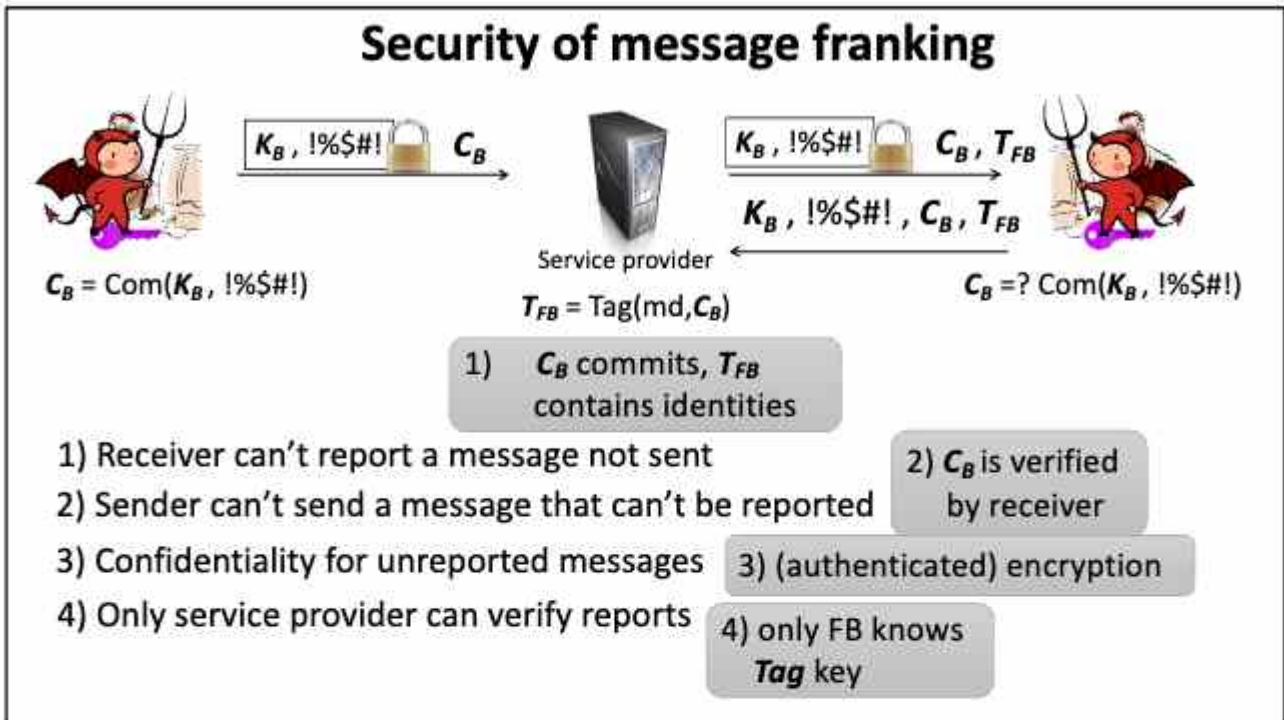 Security of message franking
K_B , !%$#!   C_B
K_B , !%$#!   C_B , T_FB
K_B , !%$#! , C_B , T_FB
Service provider
C_B = Com(K_B , !%$#!)
C_B =? Com(K_B , !%$#!)
T_FB = Tag(md,C_B)
1) C_B commits, T_FB
contains identities
1) Receiver can’t report a message not sent
2) C_B is verified
by receiver
2) Sender can’t send a message that can’t be reported
3) Confidentiality for unreported messages
3) (authenticated) encryption
4) Only service provider can verify reports
4) only FB knows
Tag key